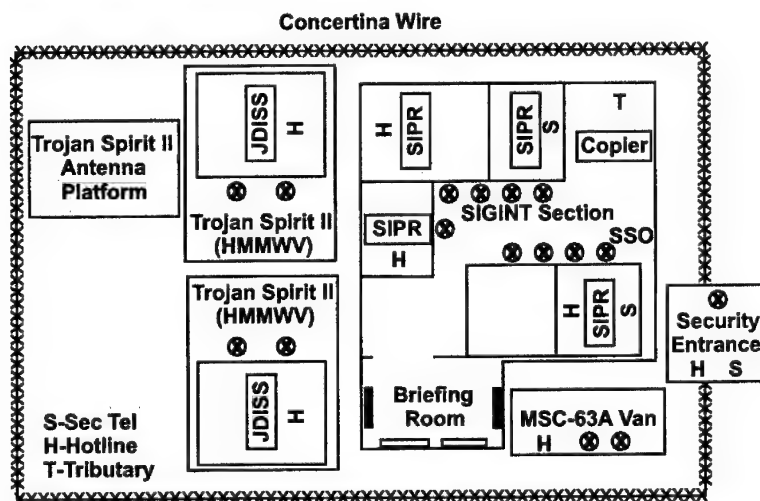 Concertina Wire
Trojan Spirit II
Antenna
Platform
JDISS
H
Trojan Spirit II
(HMMWV)
Trojan Spirit II
(HMMWV)
JDISS
H
S-Sec Tel
H-Hotline
T-Tributary
H
SIPR
SIPR
S
T
Copier
SIGINT Section
SIPR
H
SSO
H
SIPR
S
Briefing
Room
MSC-63A Van
H
Security
Entrance
H S